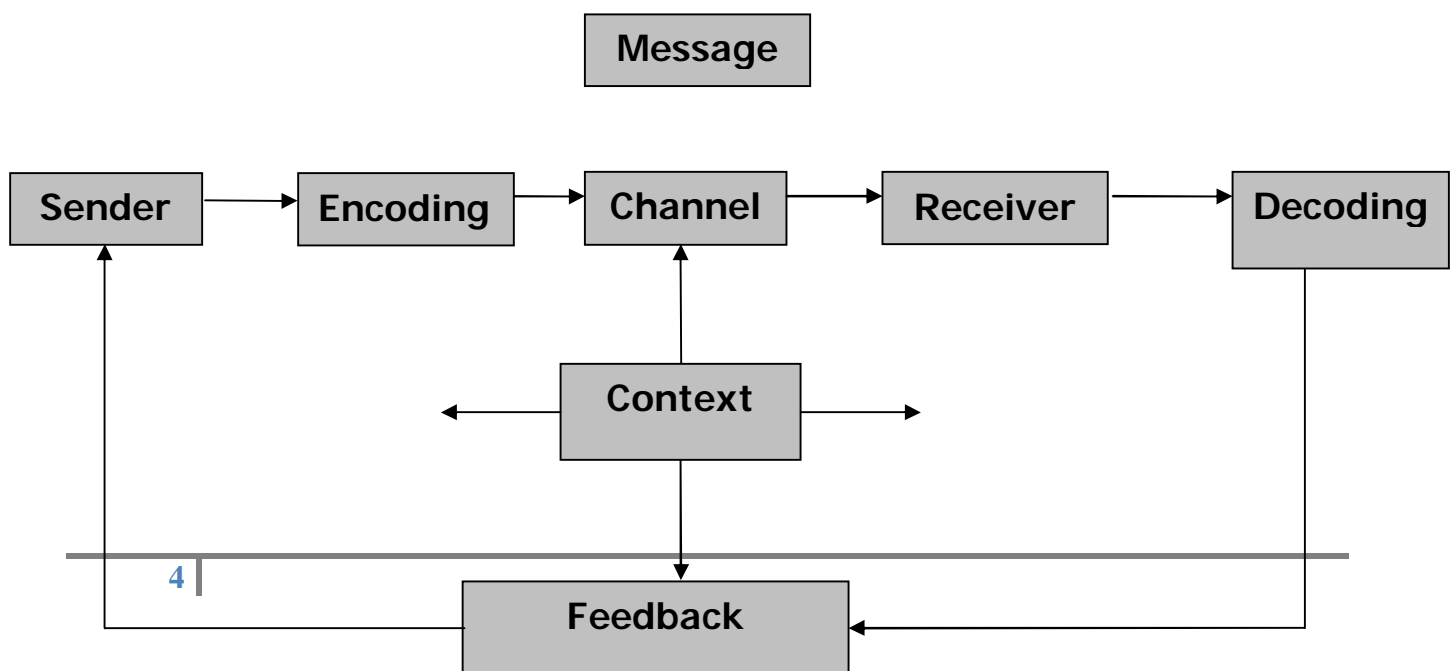 Message
Sender
Encoding
Channel
Receiver
Decoding
Context
4
Feedback